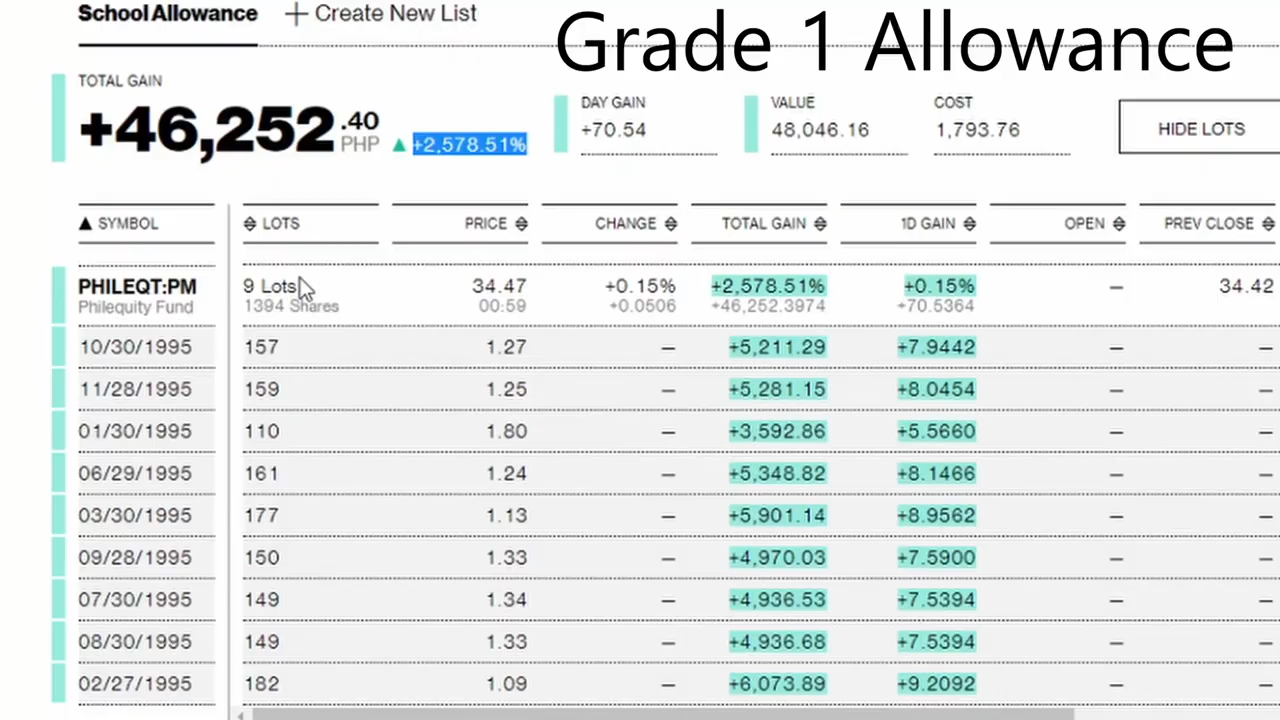 School Allowance + Create New List
Grade 1 Allowance
TOTAL GAIN
+46,252.40 PHP ▲ +2,578.51%
DAY GAIN VALUE COST
+70.54 48,046.16 1,793.76 HIDE LOTS
▲ SYMBOL LOTS PRICE CHANGE TOTAL GAIN 1D GAIN OPEN PREV CLOSE
PHILEQT:PM 9 Lots 34.47 +0.15% +2,578.51% +0.15% — 34.42
Philequity Fund 1394 Shares 00:59 +0.0506 +46,252.3974 +70.5364
10/30/1995 157 1.27 — +5,211.29 +7.9442 — —
11/28/1995 159 1.25 — +5,281.15 +8.0454 — —
01/30/1995 110 1.80 — +3,592.86 +5.5660 — —
06/29/1995 161 1.24 — +5,348.82 +8.1466 — —
03/30/1995 177 1.13 — +5,901.14 +8.9562 — —
09/28/1995 150 1.33 — +4,970.03 +7.5900 — —
07/30/1995 149 1.34 — +4,936.53 +7.5394 — —
08/30/1995 149 1.33 — +4,936.68 +7.5394 — —
02/27/1995 182 1.09 — +6,073.89 +9.2092 — —